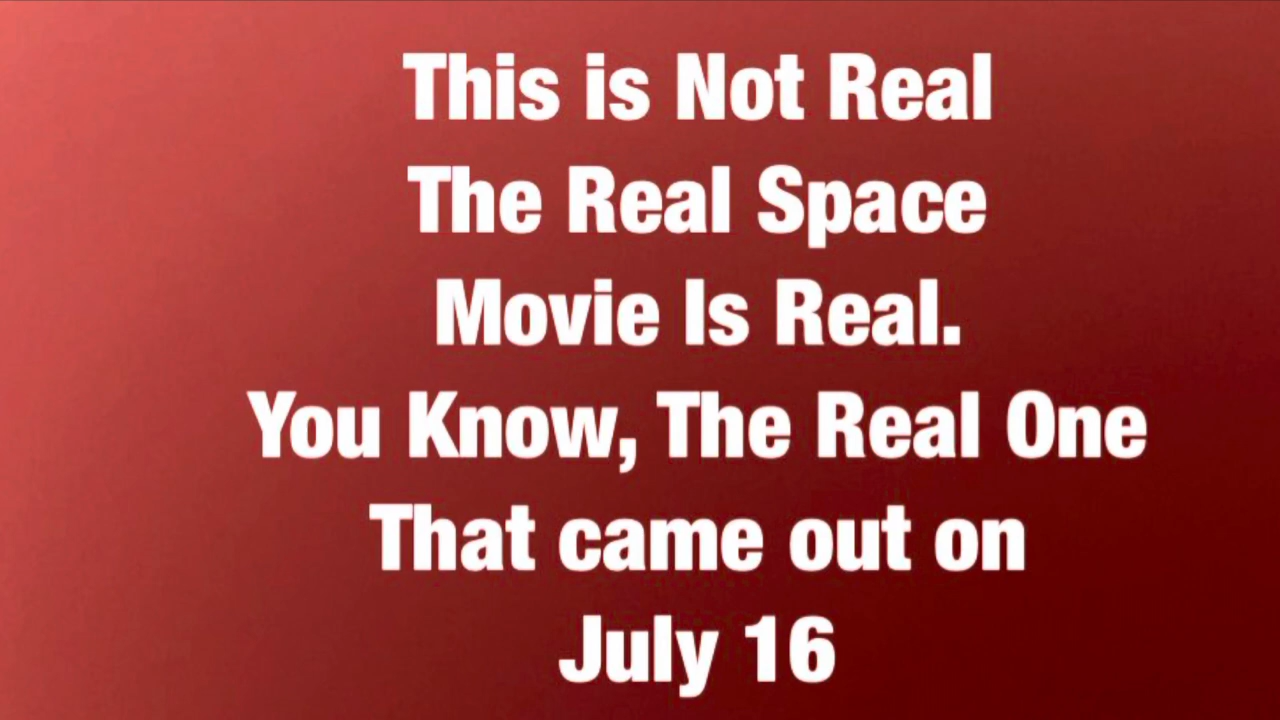 This is Not Real
The Real Space
Movie Is Real.
You Know, The Real One
That came out on
July 16